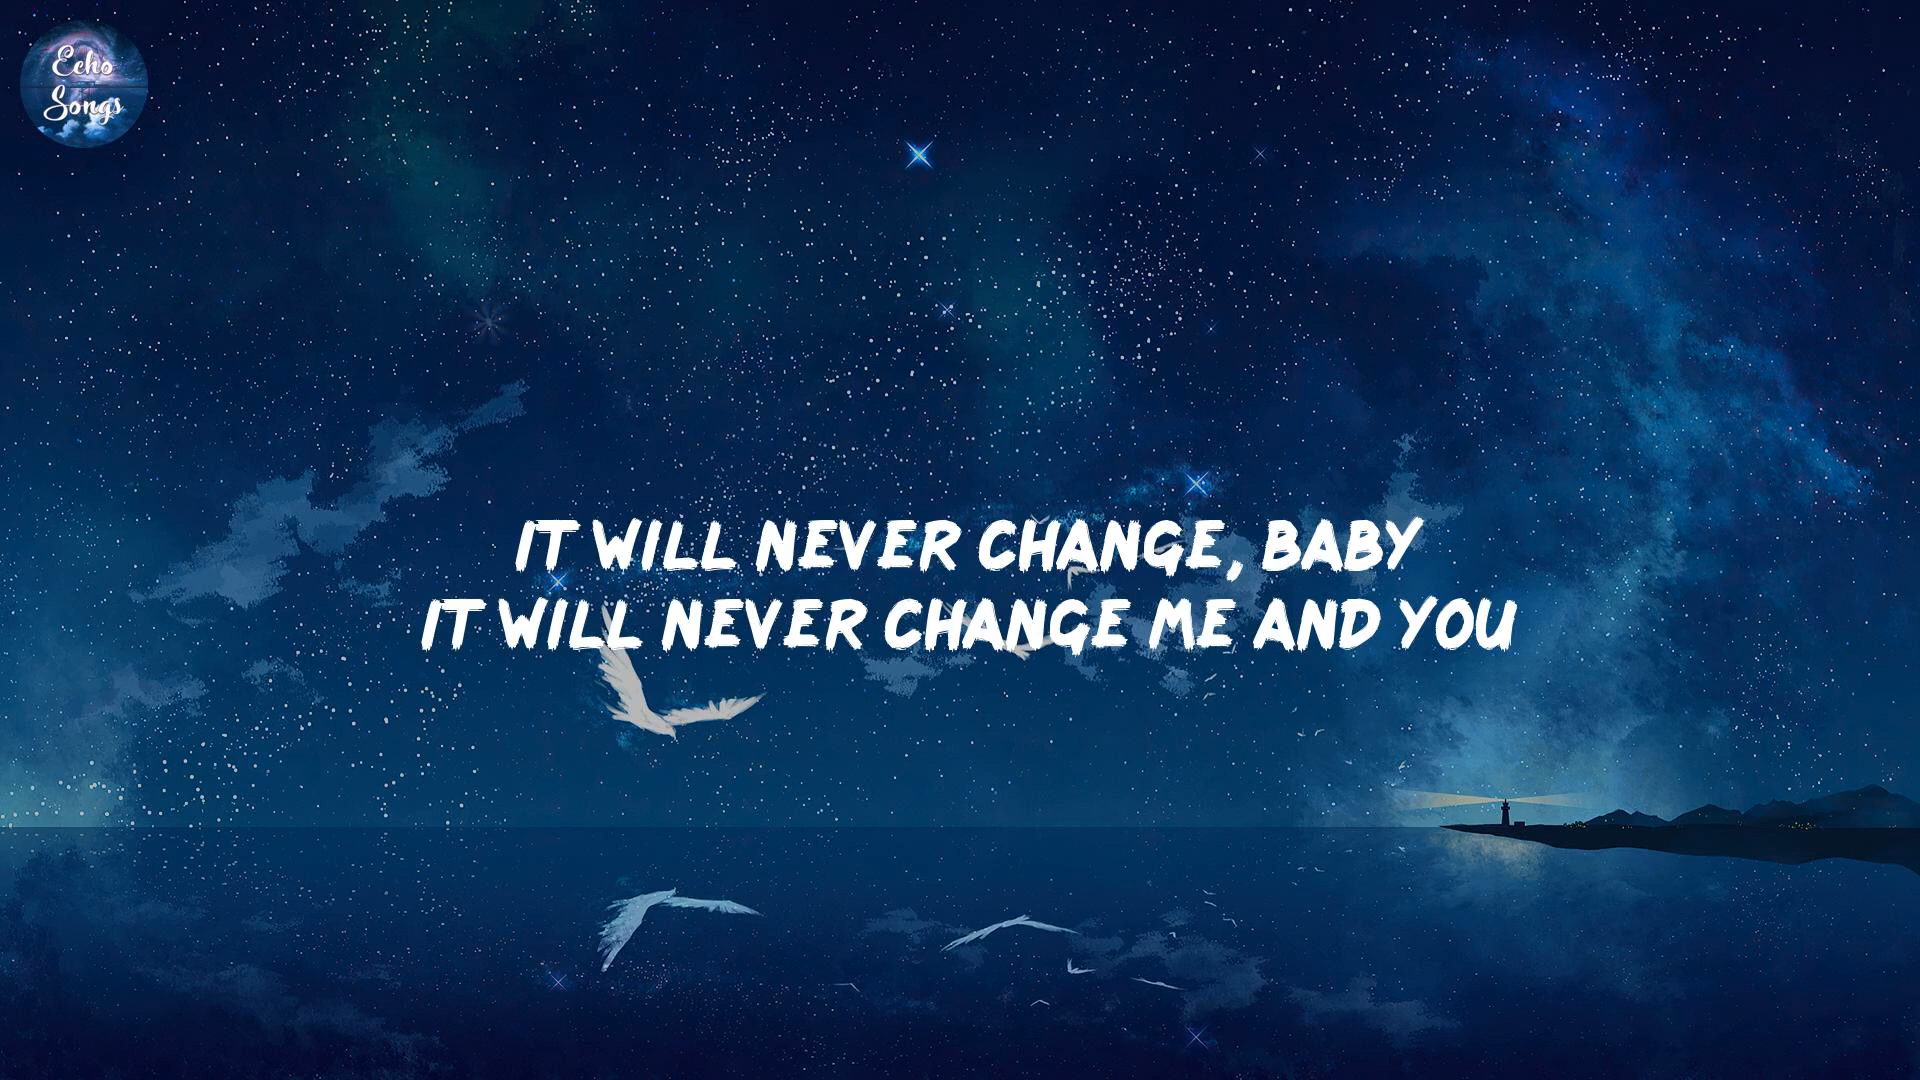 Echo
Songs
IT WILL NEVER CHANGE, BABY
IT WILL NEVER CHANGE ME AND YOU